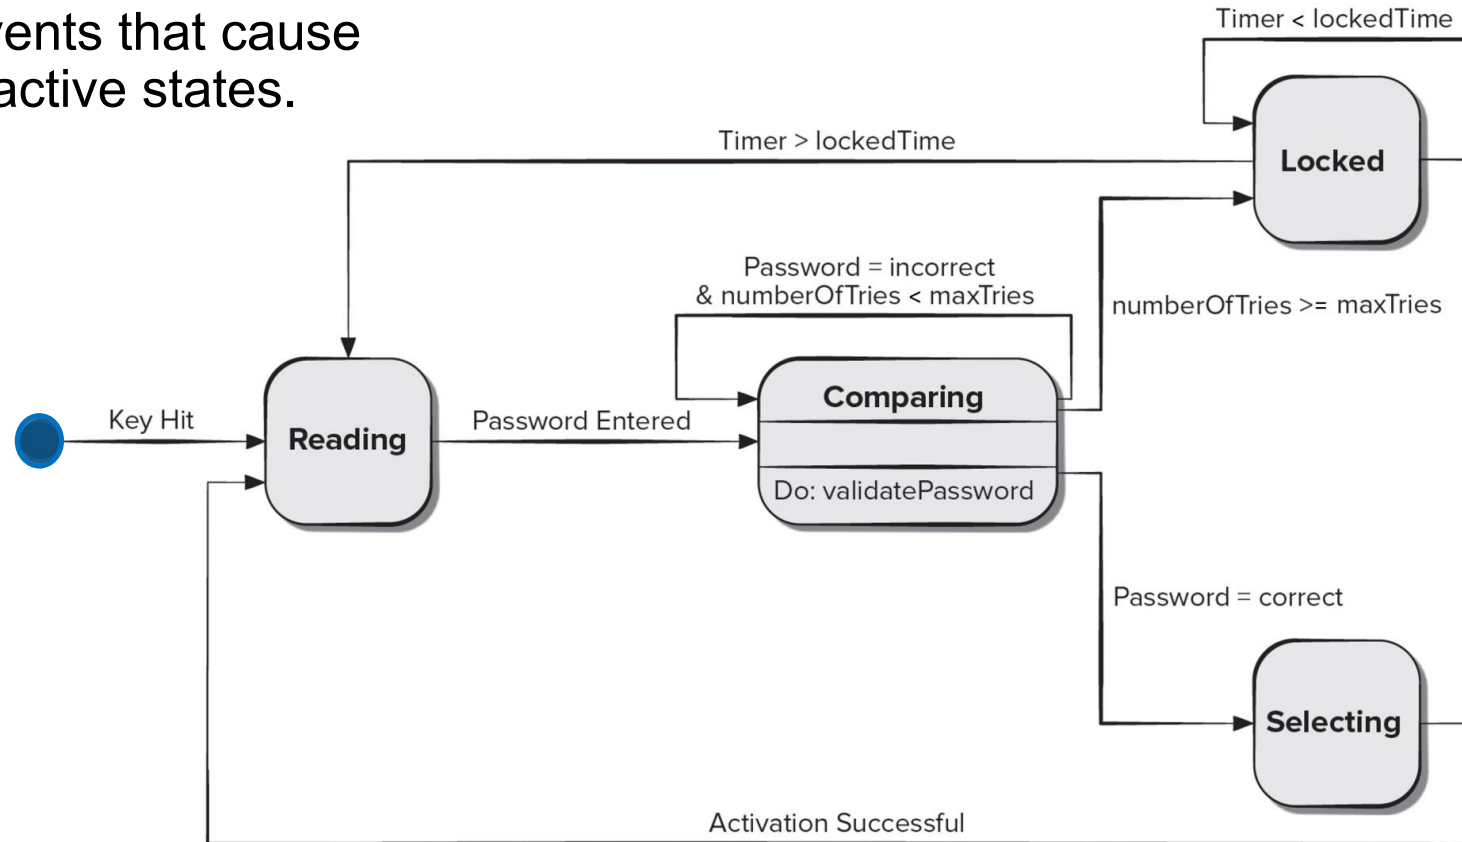 vents that cause
active states.
Timer < lockedTime
Locked
Timer > lockedTime
Password = incorrect
& numberOfTries < maxTries
numberOfTries >= maxTries
Key Hit
Reading
Password Entered
Comparing
Do: validatePassword
Password = correct
Selecting
Activation Successful